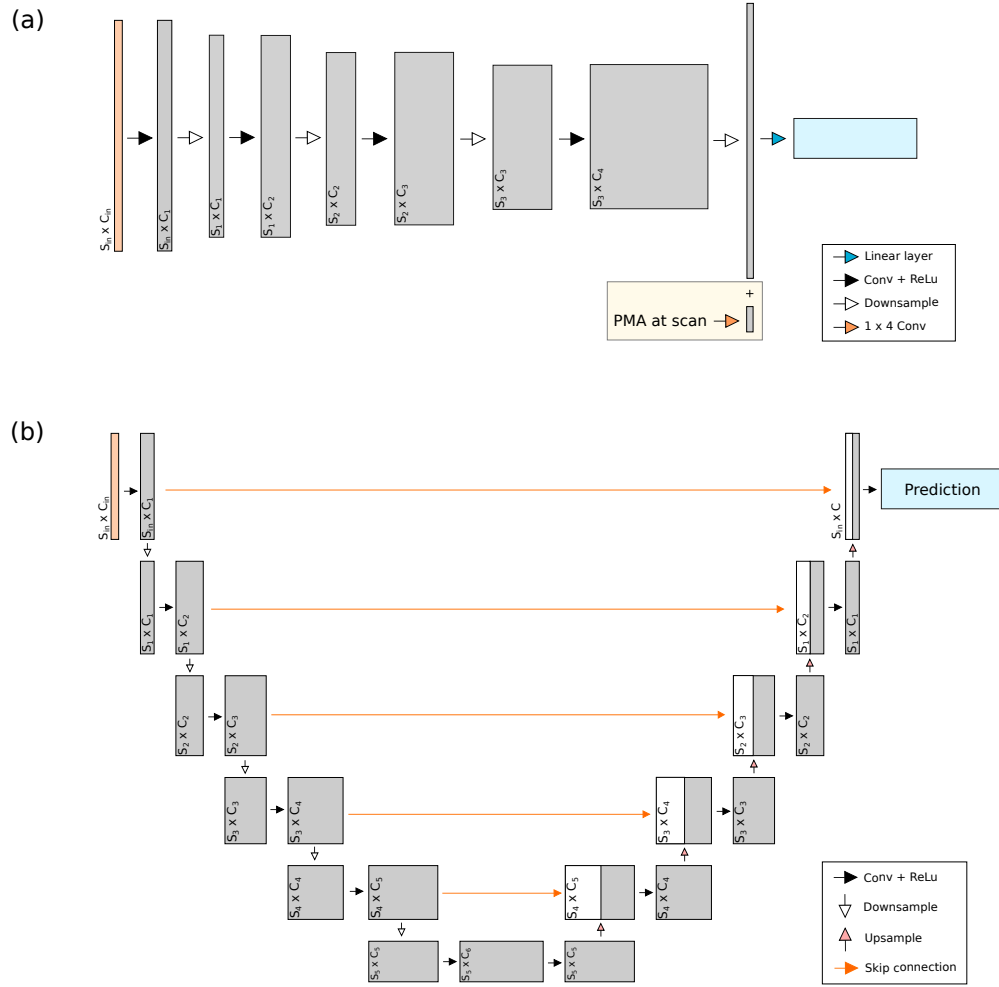 (a)
S_in x C_in
S_in x C_1
S_1 x C_1
S_1 x C_2
S_2 x C_2
S_2 x C_3
S_3 x C_3
S_3 x C_4
+
PMA at scan
Linear layer
Conv + ReLu
Downsample
1 x 4 Conv
(b)
S_in x C_in
S_in x C_1
S_in x C
Prediction
S_1 x C_1
S_1 x C_2
S_1 x C_2
S_1 x C_1
S_2 x C_2
S_2 x C_3
S_2 x C_3
S_2 x C_2
S_3 x C_3
S_3 x C_4
S_3 x C_4
S_3 x C_3
S_4 x C_4
S_4 x C_5
S_4 x C_5
S_4 x C_4
S_5 x C_5
S_5 x C_6
S_5 x C_5
Conv + ReLu
Downsample
Upsample
Skip connection